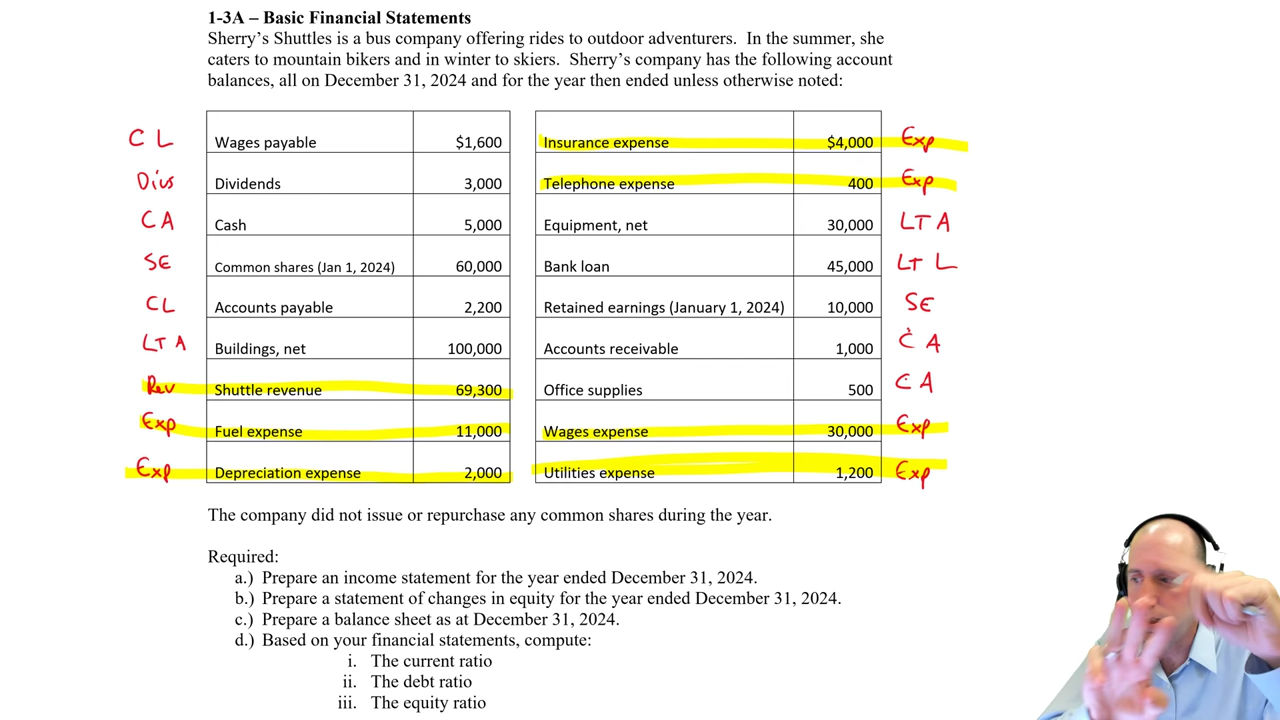 1-3A – Basic Financial Statements
Sherry's Shuttles is a bus company offering rides to outdoor adventurers. In the summer, she
caters to mountain bikers and in winter to skiers. Sherry's company has the following account
balances, all on December 31, 2024 and for the year then ended unless otherwise noted:
CL Wages payable $1,600 Insurance expense $4,000 Exp
Divs Dividends 3,000 Telephone expense 400 Exp
CA Cash 5,000 Equipment, net 30,000 LTA
SE Common shares (Jan 1, 2024) 60,000 Bank loan 45,000 LTL
CL Accounts payable 2,200 Retained earnings (January 1, 2024) 10,000 SE
LTA Buildings, net 100,000 Accounts receivable 1,000 CA
Rev Shuttle revenue 69,300 Office supplies 500 CA
Exp Fuel expense 11,000 Wages expense 30,000 Exp
Exp Depreciation expense 2,000 Utilities expense 1,200 Exp
The company did not issue or repurchase any common shares during the year.
Required:
a.) Prepare an income statement for the year ended December 31, 2024.
b.) Prepare a statement of changes in equity for the year ended December 31, 2024.
c.) Prepare a balance sheet as at December 31, 2024.
d.) Based on your financial statements, compute:
i. The current ratio
ii. The debt ratio
iii. The equity ratio